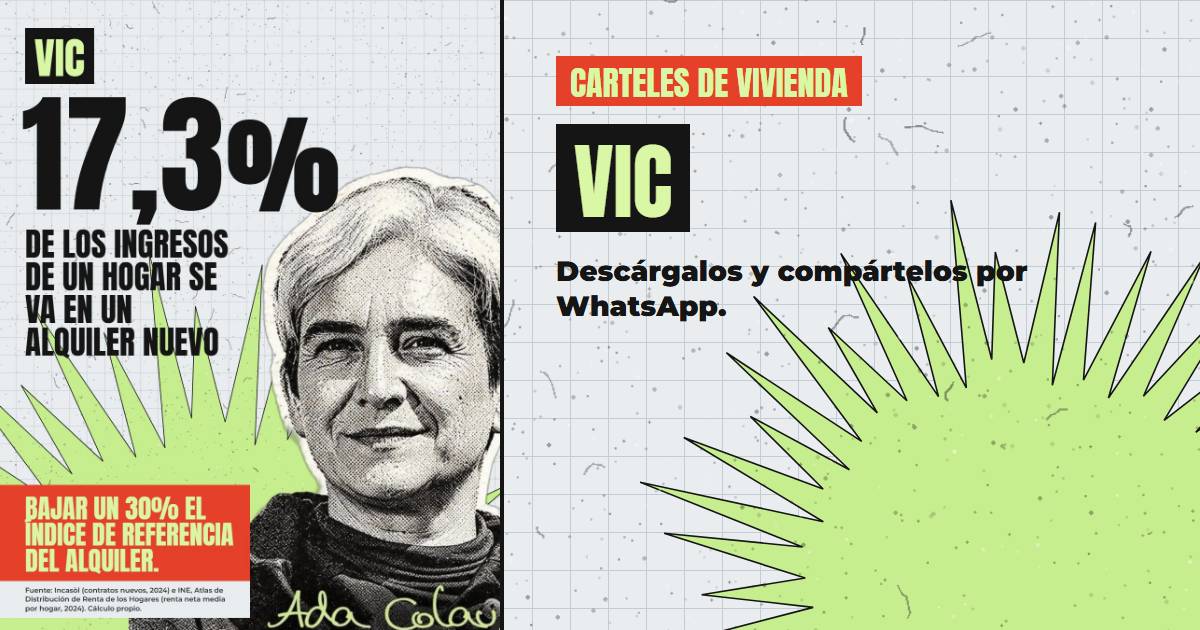 VIC
17,3%
DE LOS INGRESOS
DE UN HOGAR SE
VA EN UN
ALQUILER NUEVO
BAJAR UN 30% EL
ÍNDICE DE REFERENCIA
DEL ALQUILER.
Fuente: Incasòl (contratos nuevos, 2024) e INE, Atlas de
Distribución de Renta de los Hogares (renta neta media
por hogar, 2024). Cálculo propio.
Ada Colau
CARTELES DE VIVIENDA
VIC
Descárgalos y compártelos por
WhatsApp.